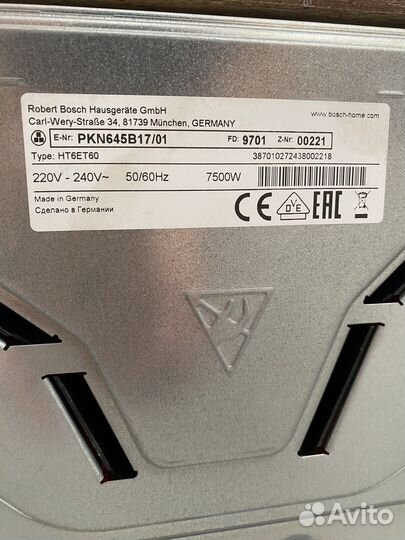 Robert Bosch Hausgeräte GmbH
Carl-Wery-Straße 34, 81739 München, GERMANY
www.bosch-home.com
E-Nr: PKN645B17/01 FD: 9701 Z-Nr: 00221
Type: HT6ET60 387010272438002218
220V - 240V~ 50/60Hz 7500W
Made in Germany
Сделано в Германии
CE EAC VDE
Avito